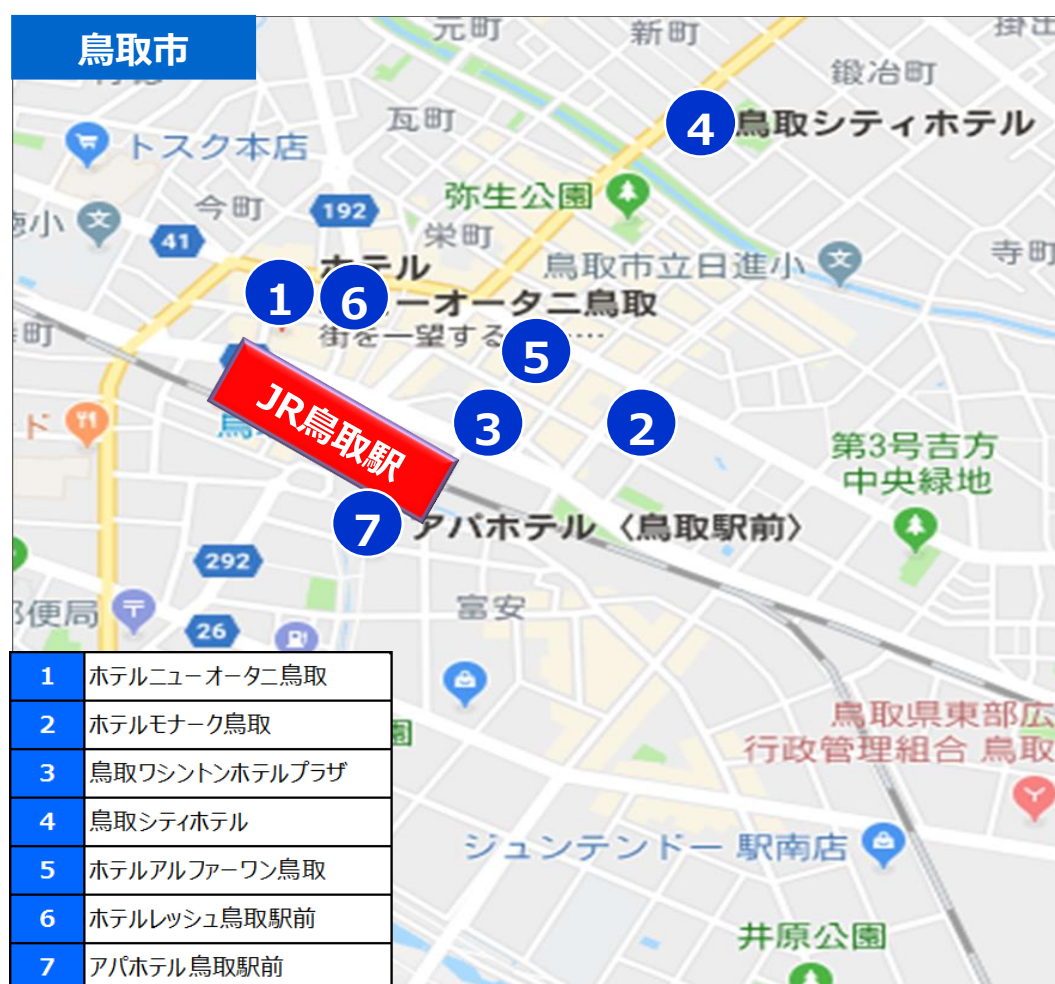 鳥取市
元町
新町
鍛冶町
瓦町
4
鳥取シティホテル
トスク本店
今町
192
弥生公園
栄町
41
鳥取市立日進小
寺町
ホテル
1
6
ーオータニ鳥取
街を一望する
……
5
JR鳥取駅
3
2
第3号吉方
中央緑地
7
アパホテル〈鳥取駅前〉
292
富安
便局
26
1 ホテルニューオータニ鳥取
2 ホテルモナーク鳥取
3 鳥取ワシントンホテルプラザ
4 鳥取シティホテル
5 ホテルアルファーワン鳥取
6 ホテルレッシュ鳥取駅前
7 アパホテル鳥取駅前
園
鳥取県東部広
行政管理組合 鳥取
ジュンテンドー 駅南店
井原公園